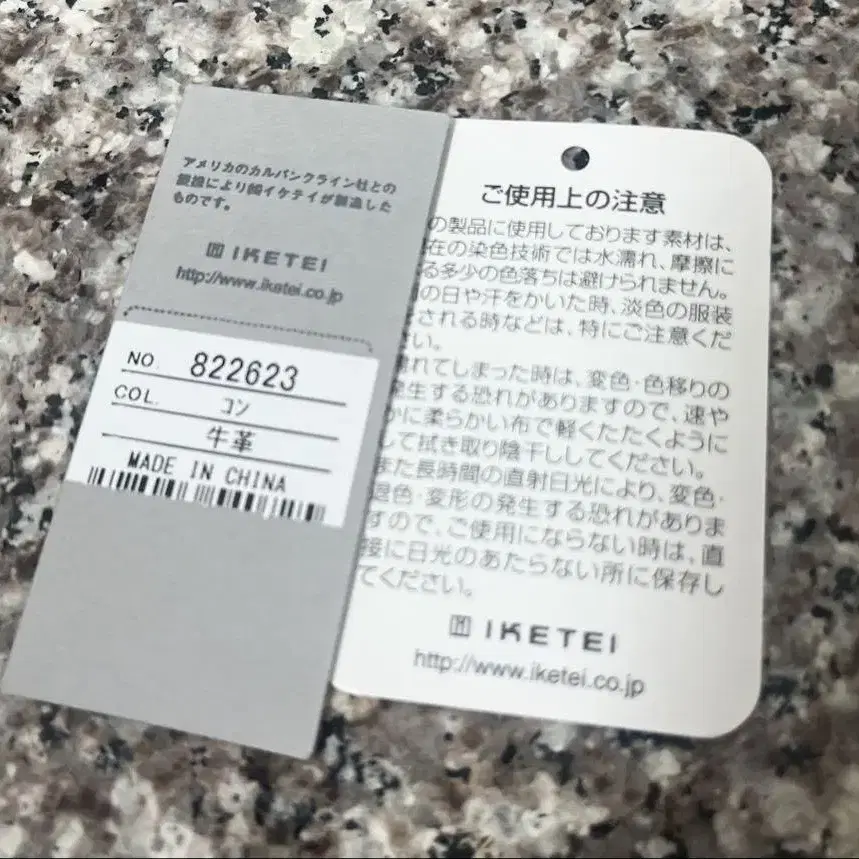 アメリカのカルバンクライン社との
提携により㈱イケテイが製造した
ものです。
IKETEI
http://www.iketei.co.jp
NO. 822623
COL. コン
牛革
MADE IN CHINA
ご使用上の注意
の製品に使用しております素材は、
在の染色技術では水濡れ、摩擦に
る多少の色落ちは避けられません。
の日や汗をかいた時、淡色の服装
される時などは、特にご注意くだ
い。
れてしまった時は、変色・色移りの
生する恐れがありますので、速や
に柔らかい布で軽くたたくように
して拭き取り陰干ししてください。
また長時間の直射日光により、変色・
退色・変形の発生する恐れがありま
すので、ご使用にならない時は、直
接に日光のあたらない所に保存し
てください。
IKETEI
http://www.iketei.co.jp